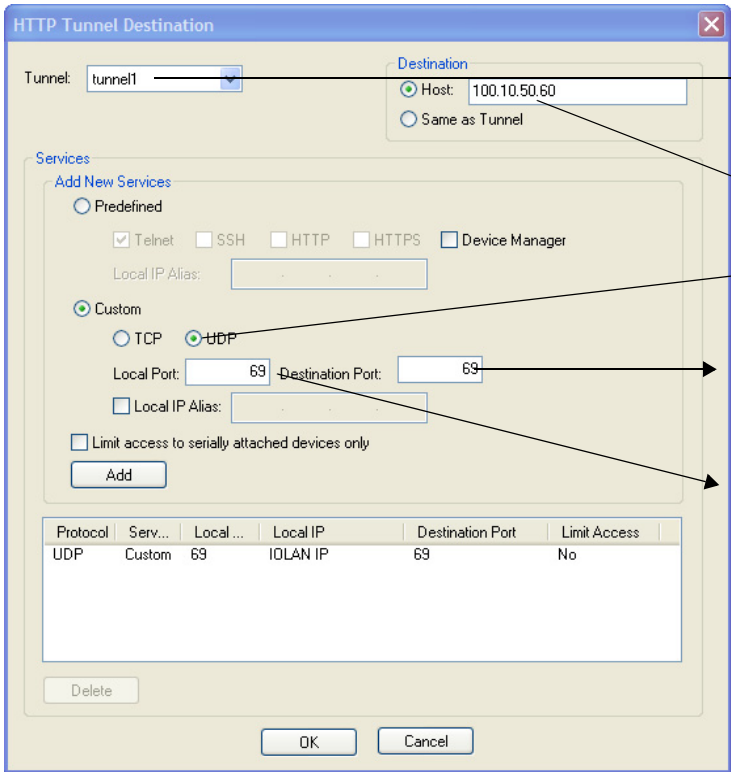 HTTP Tunnel Destination
Tunnel: tunnel1
Destination
Host: 100.10.50.60
Same as Tunnel
Services
Add New Services
Predefined
Telnet SSH HTTP HTTPS Device Manager
Local IP Alias:
Custom
TCP UDP
Local Port: 69 Destination Port: 69
Local IP Alias:
Limit access to serially attached devices only
Add
Protocol Serv... Local ... Local IP Destination Port Limit Access
UDP Custom 69 IOLAN IP 69 No
Delete
OK Cancel